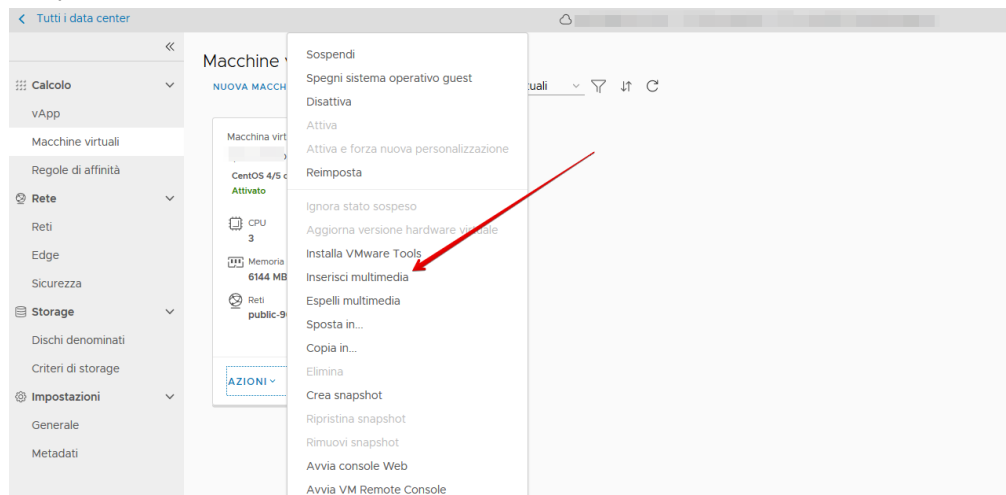 Tutti i data center
Calcolo
vApp
Macchine virtuali
Regole di affinità
Rete
Reti
Edge
Sicurezza
Storage
Dischi denominati
Criteri di storage
Impostazioni
Generale
Metadati
Macchine
NUOVA MACCH
tuali
Macchina virt
CentOS 4/5
Attivato
CPU
3
Memoria
6144 MB
Reti
public-9
AZIONI
Sospendi
Spegni sistema operativo guest
Disattiva
Attiva
Attiva e forza nuova personalizzazione
Reimposta
Ignora stato sospeso
Aggiorna versione hardware virtuale
Installa VMware Tools
Inserisci multimedia
Espelli multimedia
Sposta in...
Copia in...
Elimina
Crea snapshot
Ripristina snapshot
Rimuovi snapshot
Avvia console Web
Avvia VM Remote Console